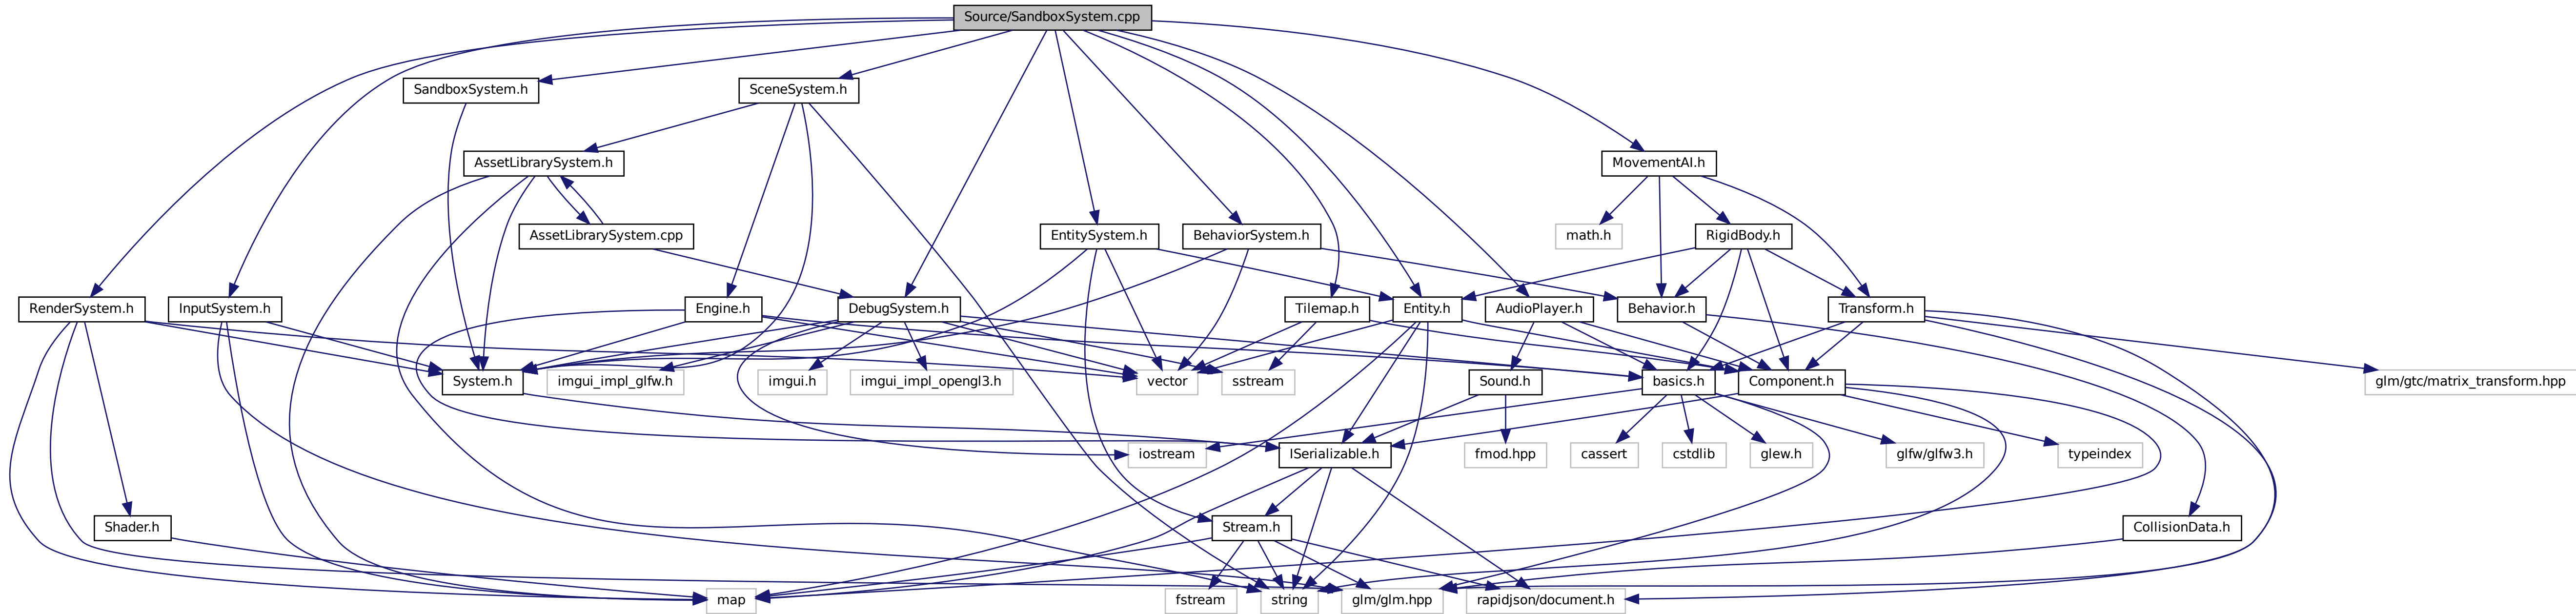 Source/SandboxSystem.cpp
SandboxSystem.h
SceneSystem.h
AssetLibrarySystem.h
MovementAI.h
AssetLibrarySystem.cpp
EntitySystem.h
BehaviorSystem.h
math.h
RigidBody.h
RenderSystem.h
InputSystem.h
Engine.h
DebugSystem.h
Tilemap.h
Entity.h
AudioPlayer.h
Behavior.h
Transform.h
System.h
imgui_impl_glfw.h
imgui.h
imgui_impl_opengl3.h
vector
sstream
Sound.h
basics.h
Component.h
glm/gtc/matrix_transform.hpp
iostream
ISerializable.h
fmod.hpp
cassert
cstdlib
glew.h
glfw/glfw3.h
typeindex
Shader.h
Stream.h
CollisionData.h
map
fstream
string
glm/glm.hpp
rapidjson/document.h